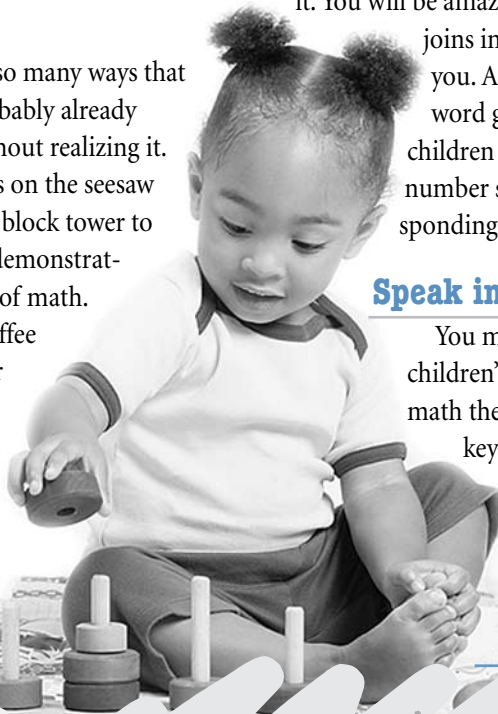 so many ways that
bably already
hout realizing it.
s on the seesaw
block tower to
demonstrat-
of math.
ffee
it. You will be amaz
joins in
you. A
word g
children
number s
sponding
Speak in
You m
children’
math the
key